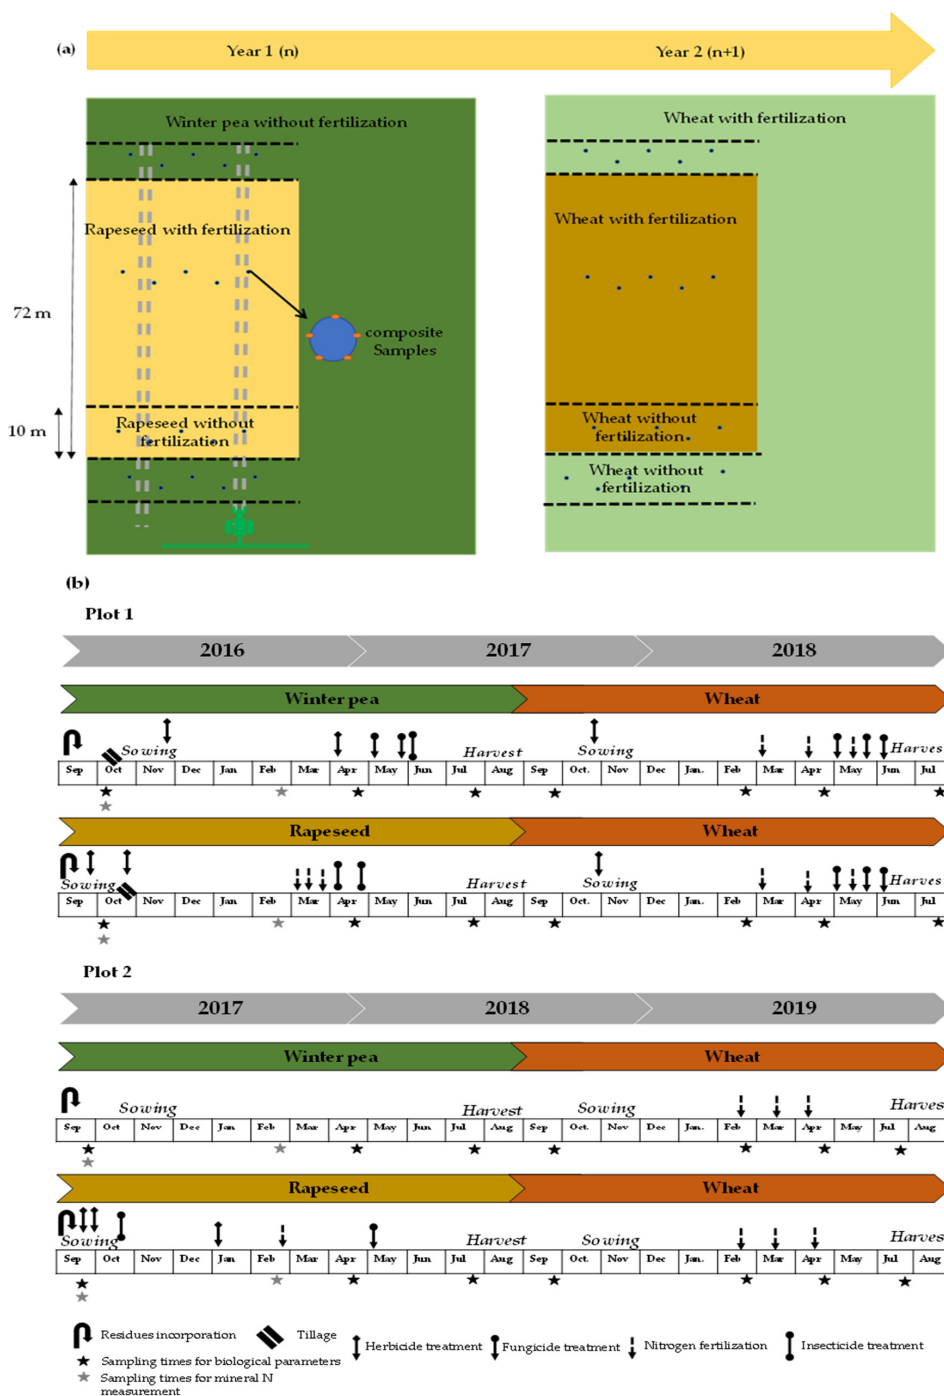 (a)
Year 1 (n)
Year 2 (n+1)
Winter pea without fertilization
Wheat with fertilization
Rapeseed with fertilization
Wheat with fertilization
72 m
composite
Samples
10 m
Rapeseed without
fertilization
Wheat without
fertilization
Wheat without
fertilization
(b)
Plot 1
2016 2017 2018
Winter pea Wheat
Sowing Harvest Sowing Harves
Sep Oct Nov Dec Jan Feb Mar Apr May Jun Jul Aug Sep Oct. Nov Dec Jan. Feb Mar Apr May Jun Jul
Rapeseed Wheat
Sowing Harvest Sowing Harves
Sep Oct Nov Dec Jan Feb Mar Apr May Jun Jul Aug Sep Oct. Nov Dec Jan. Feb Mar Apr May Jun Jul
Plot 2
2017 2018 2019
Winter pea Wheat
Sowing Harvest Sowing Harves
Sep Oct Nov Dec Jan Feb Mar Apr May Jun Jul Aug Sep Oct. Nov Dec Jan. Feb Mar Apr May Jul Aug
Rapeseed Wheat
Sowing Harvest Sowing Harves
Sep Oct Nov Dec Jan Feb Mar Apr May Jun Jul Aug Sep Oct. Nov Dec Jan. Feb Mar Apr May Jul Aug
Residues incorporation Tillage Herbicide treatment Fungicide treatment Nitrogen fertilization Insecticide treatment
Sampling times for biological parameters
Sampling times for mineral N
measurement